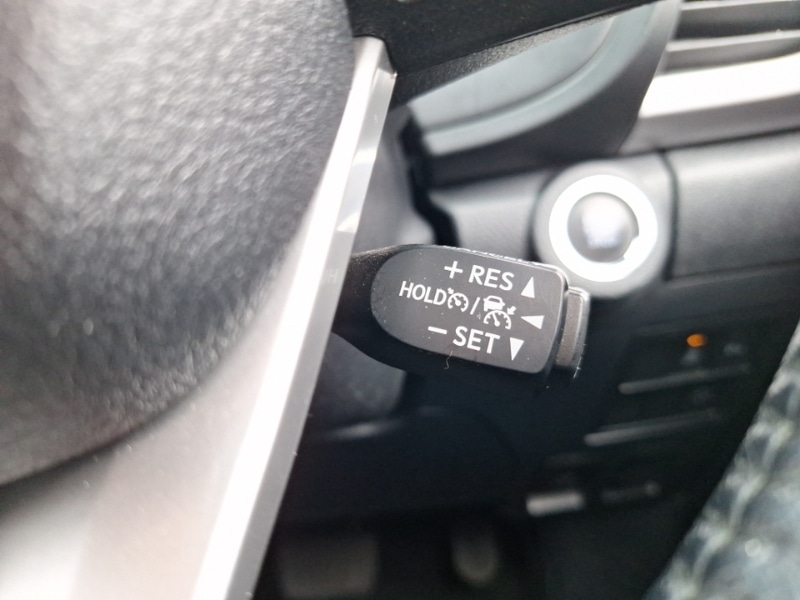 + RES ▲
HOLD / ◀
− SET ▼